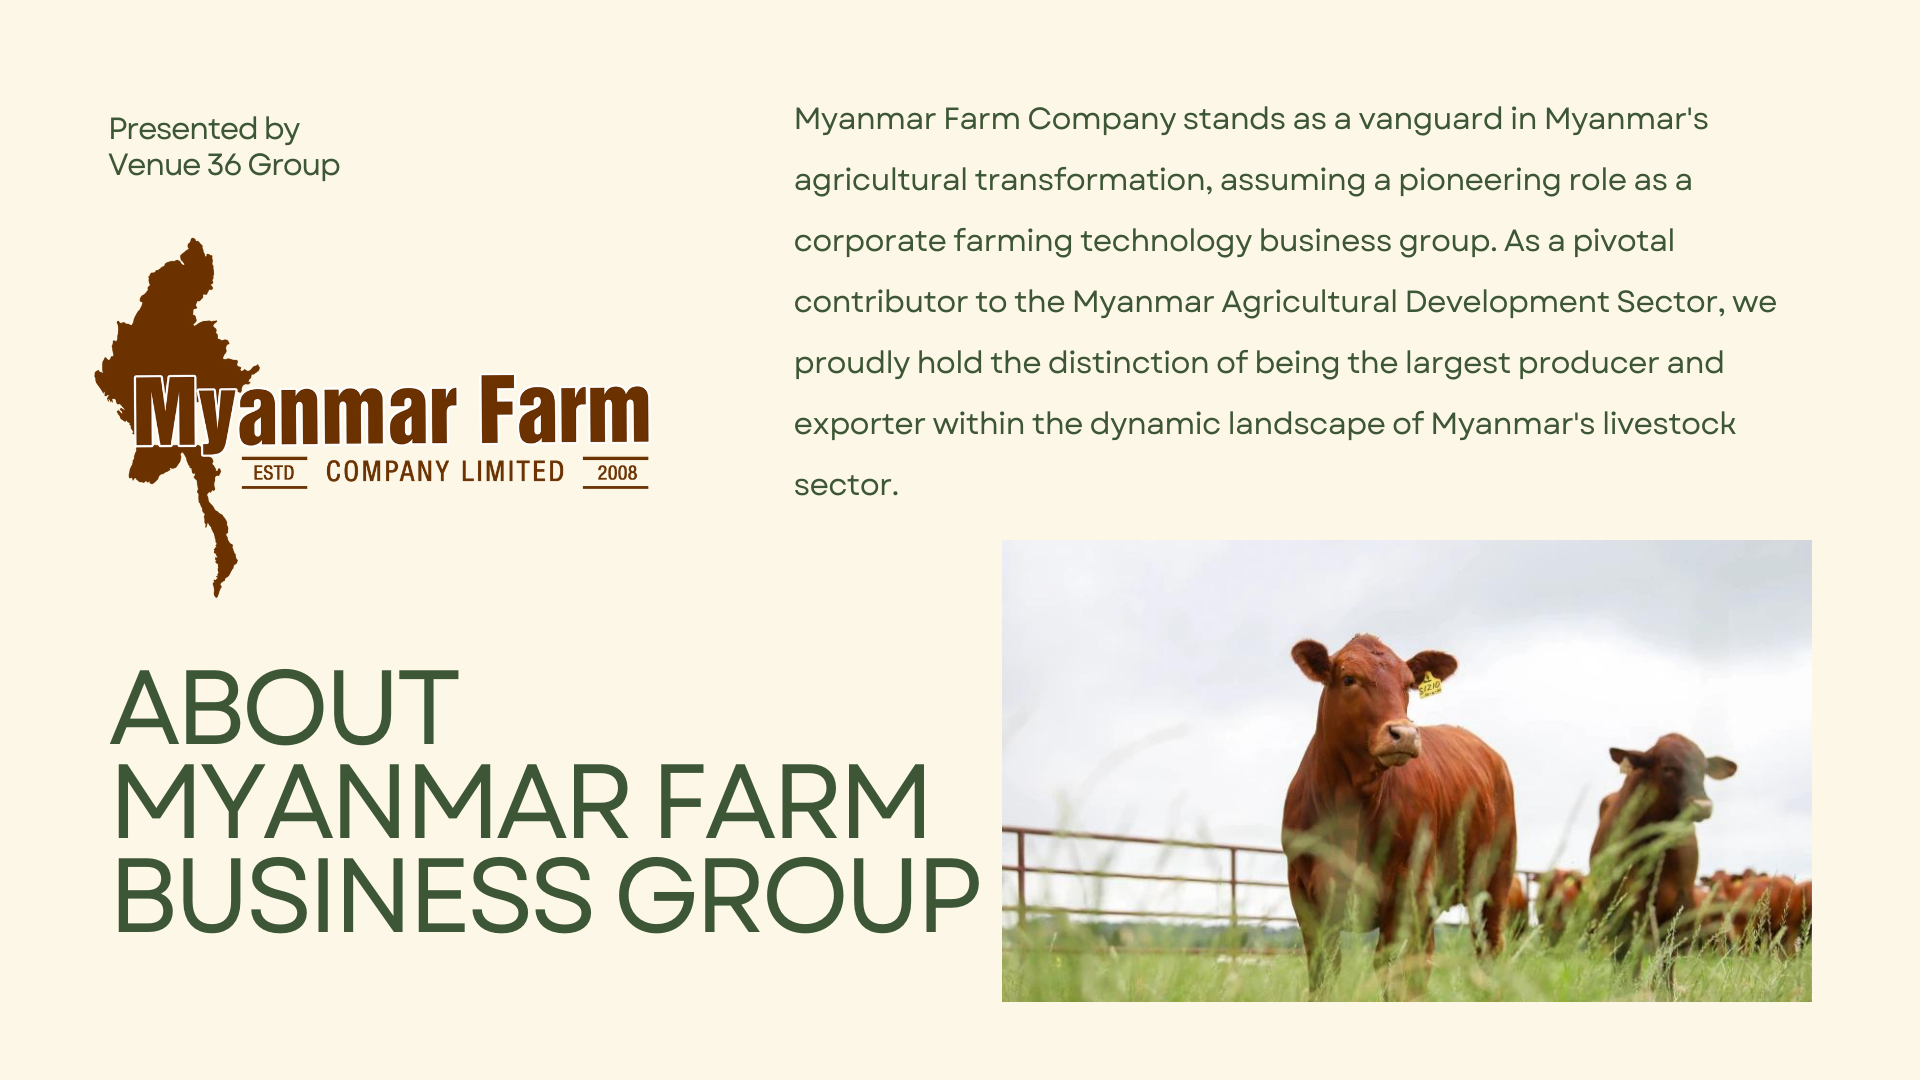 Presented by
Venue 36 Group
Myanmar Farm
ESTD COMPANY LIMITED 2008
Myanmar Farm Company stands as a vanguard in Myanmar's
agricultural transformation, assuming a pioneering role as a
corporate farming technology business group. As a pivotal
contributor to the Myanmar Agricultural Development Sector, we
proudly hold the distinction of being the largest producer and
exporter within the dynamic landscape of Myanmar's livestock
sector.
ABOUT
MYANMAR FARM
BUSINESS GROUP